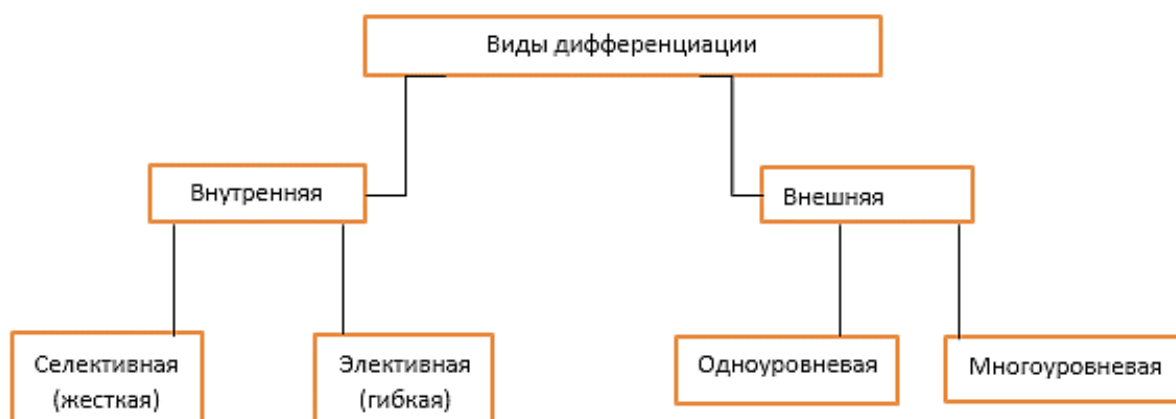 Виды дифференциации
Внутренняя
Внешняя
Селективная
(жесткая)
Элективная
(гибкая)
Одноуровневая
Многоуровневая